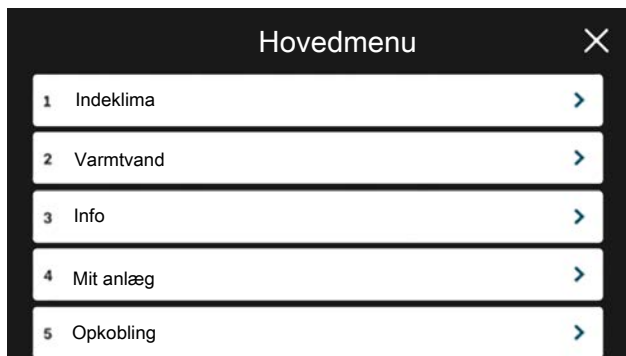 Hovedmenu
1 Indeklima
2 Varmtvand
3 Info
4 Mit anlæg
5 Opkobling